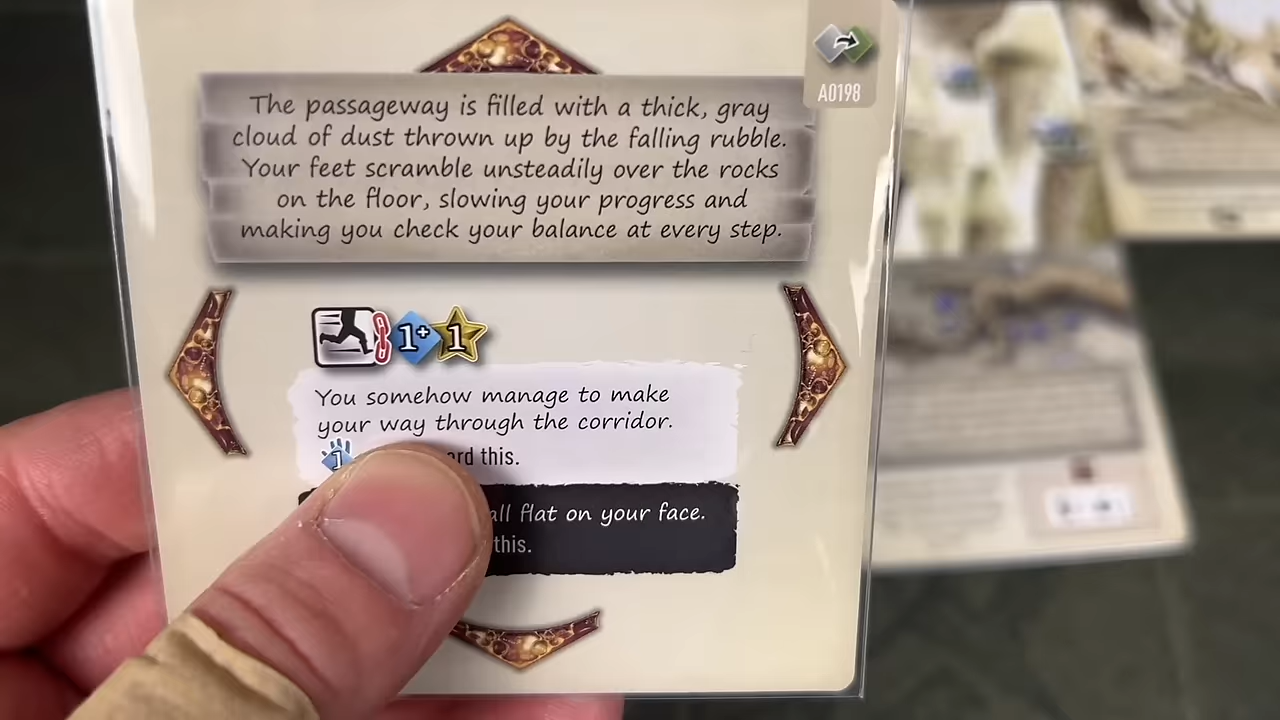 A0198
The passageway is filled with a thick, gray
cloud of dust thrown up by the falling rubble.
Your feet scramble unsteadily over the rocks
on the floor, slowing your progress and
making you check your balance at every step.
1+ 1
You somehow manage to make
your way through the corridor.
1 this.
flat on your face.
this.